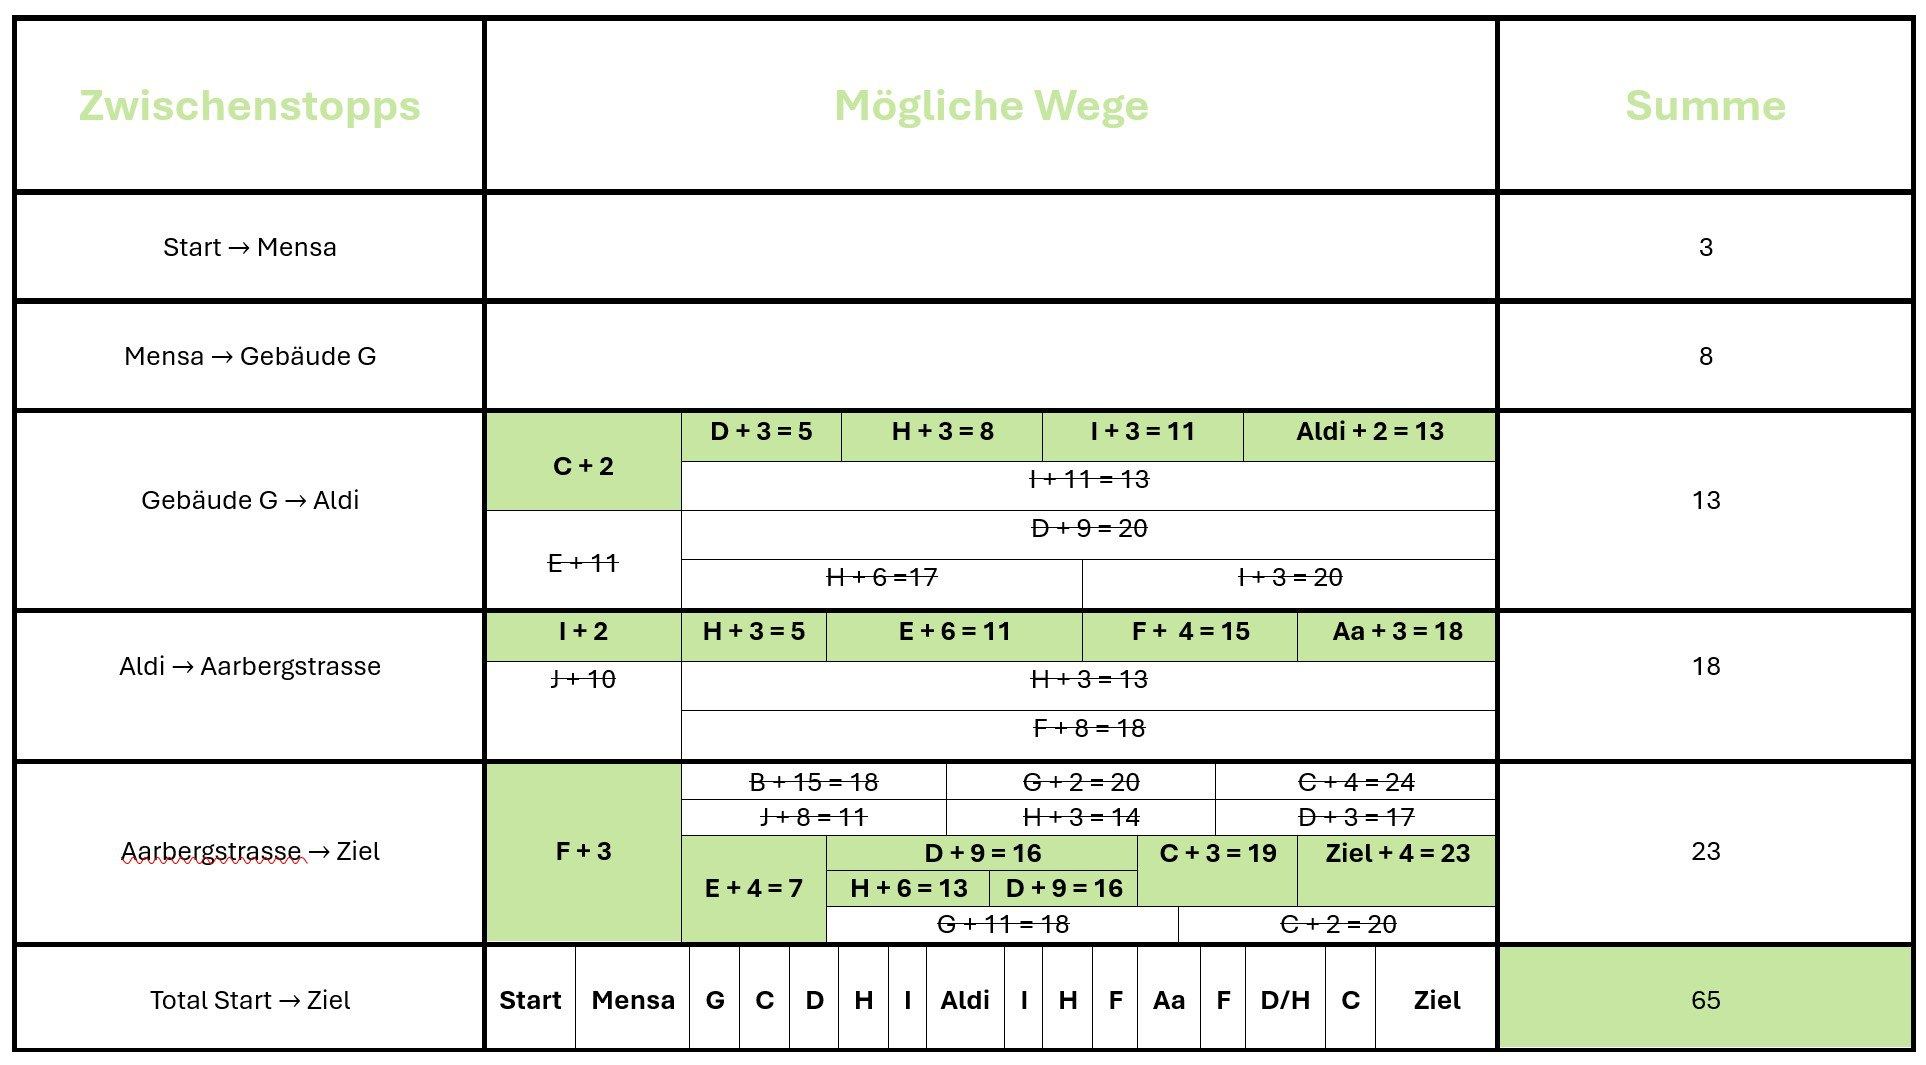 Zwischenstopps Mögliche Wege Summe
Start → Mensa 3
Mensa → Gebäude G 8
Gebäude G → Aldi C + 2 D + 3 = 5 H + 3 = 8 I + 3 = 11 Aldi + 2 = 13 13
I + 11 = 13
E + 11 D + 9 = 20
H + 6 =17 I + 3 = 20
Aldi → Aarbergstrasse I + 2 H + 3 = 5 E + 6 = 11 F +  4 = 15 Aa + 3 = 18 18
J + 10 H + 3 = 13
F + 8 = 18
Aarbergstrasse → Ziel F + 3 B + 15 = 18 G + 2 = 20 C + 4 = 24 23
J + 8 = 11 H + 3 = 14 D + 3 = 17
E + 4 = 7 D + 9 = 16 C + 3 = 19 Ziel + 4 = 23
H + 6 = 13 D + 9 = 16
G + 11 = 18 C + 2 = 20
Total Start → Ziel Start Mensa G C D H I Aldi I H F Aa F D/H C Ziel 65